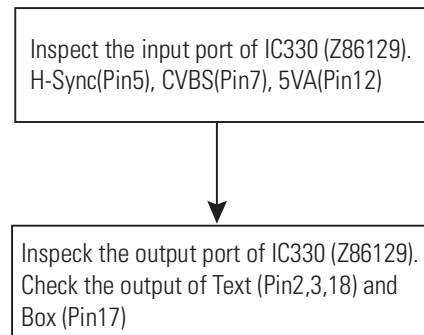 Inspect the input port of IC330 (Z86129).
H-Sync(Pin5), CVBS(Pin7), 5VA(Pin12)
Inspeck the output port of IC330 (Z86129).
Check the output of Text (Pin2,3,18) and
Box (Pin17)